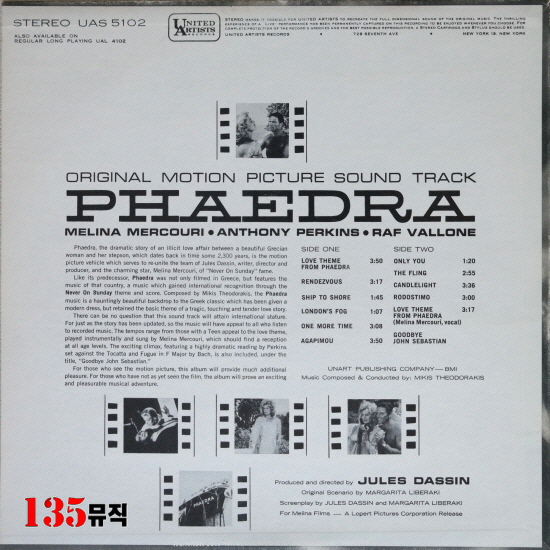 STEREO UAS 5102
ALSO AVAILABLE ON
REGULAR LONG PLAYING UAL 4102
UNITED
ARTISTS
RECORDS
UNITED ARTISTS RECORDS • 729 SEVENTH AVE • NEW YORK 19, NEW YORK
ORIGINAL MOTION PICTURE SOUND TRACK
PHAEDRA
MELINA MERCOURI • ANTHONY PERKINS • RAF VALLONE
Phaedra, the dramatic story of an illicit love affair between a beautiful Grecian
woman and her stepson, which dates back in time some 2,300 years, is the motion
picture vehicle which serves to re-unite the team of Jules Dassin, writer, director and
producer, and the charming star, Melina Mercouri, of "Never On Sunday" fame.
Like its predecessor, Phaedra was not only filmed in Greece, but features the
music of that country, a music which gained international recognition through the
Never On Sunday theme and score. Composed by Mikis Theodorakis, the Phaedra
music is a hauntingly beautiful backdrop to the Greek classic which has been given a
modern dress, but retained the basic theme of a tragic, touching and tender love story.
There can be no question that this sound track will attain international stature.
For just as the story has been updated, so the music will have appeal to all who listen
to recorded music. The tempos range from those with a Teen appeal to the love theme,
played instrumentally and sung by Melina Mercouri, which should find a reception
at all age levels. The exciting climax, featuring a highly dramatic reading by Perkins
set against the Tocatta and Fugue in F Major by Bach, is also included, under the
title, "Goodbye John Sebastian."
For those who see the motion picture, this album will provide much additional
pleasure. For those who have not as yet seen the film, the album will prove an exciting
and pleasurable musical adventure.
SIDE ONE
LOVE THEME
FROM PHAEDRA 3:50
RENDEZVOUS 3:17
SHIP TO SHORE 1:45
LONDON'S FOG 1:07
ONE MORE TIME 3:08
AGAPIMOU 3:50
SIDE TWO
ONLY YOU 1:20
THE FLING 2:55
CANDLELIGHT 3:36
RODOSTIMO 3:00
LOVE THEME 3:17
FROM PHAEDRA
(Melina Mercouri, vocal)
GOODBYE
JOHN SEBASTIAN
UNART PUBLISHING COMPANY—BMI
Music Composed & Conducted by: MIKIS THEODORAKIS
PHAEDRA
Produced and directed by JULES DASSIN
Original Scenario by MARGARITA LIBERAKI
Screenplay by JULES DASSIN and MARGARITA LIBERAKI
For Melina Films — A Lopert Pictures Corporation Release
135뮤직